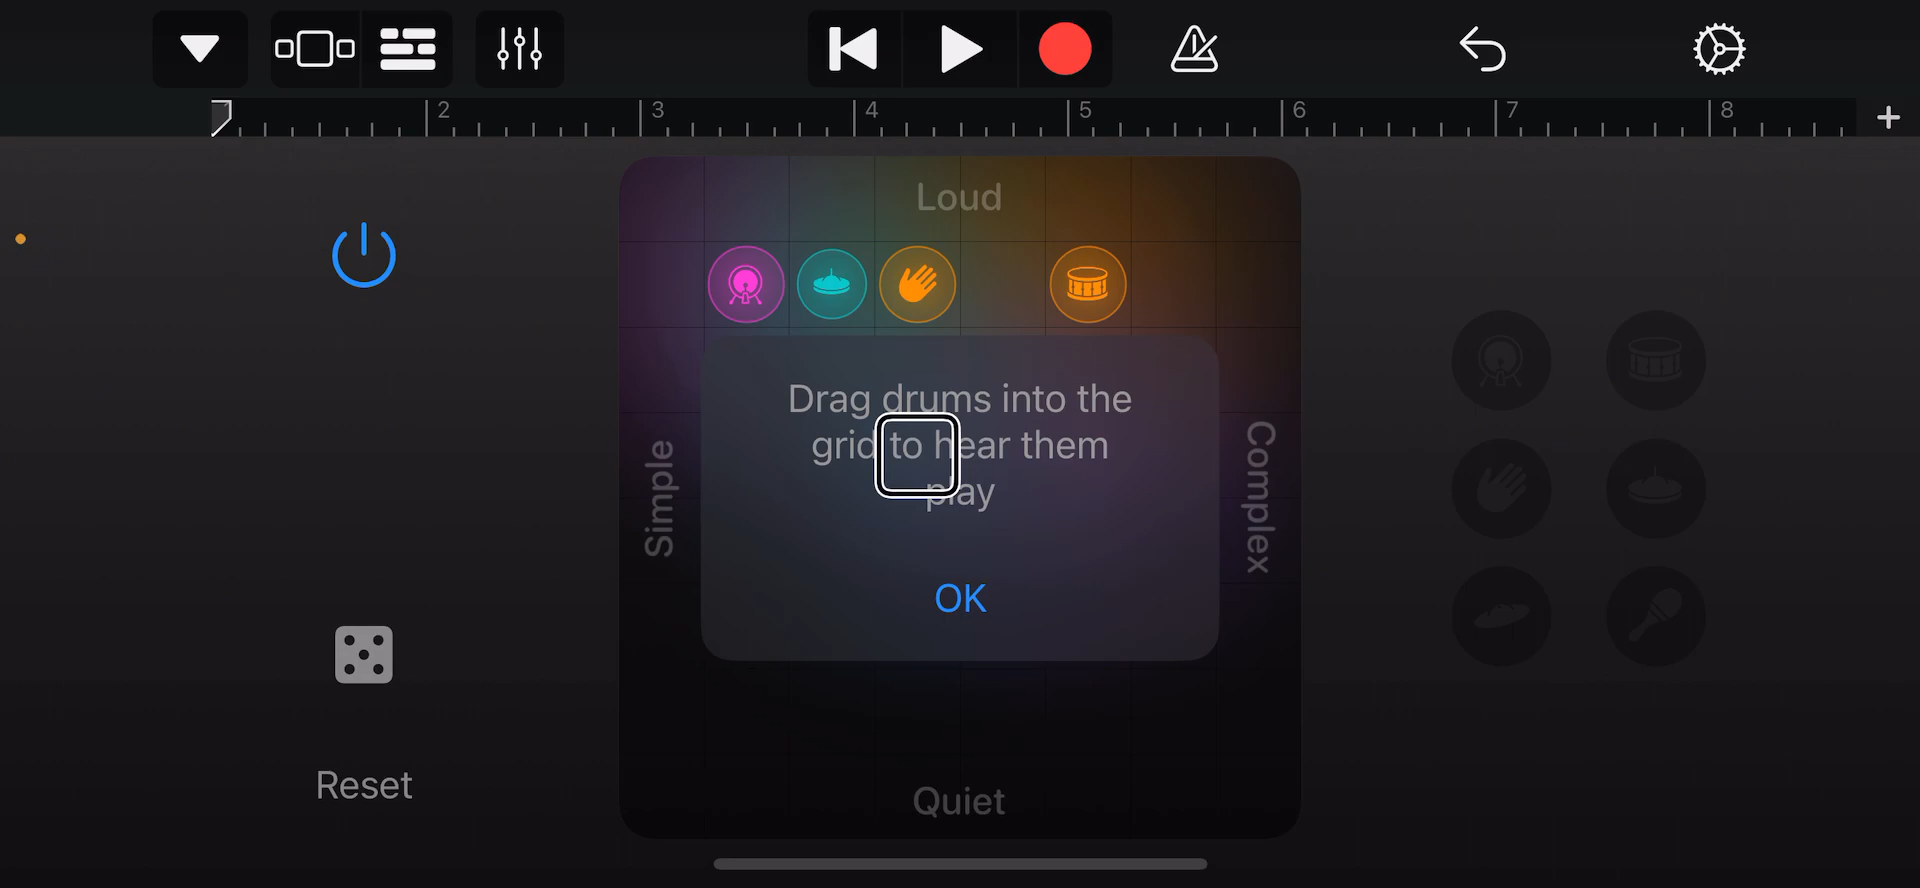 2 3 4 5 6 7 8 +
Loud
Drag drums into the
grid to hear them
play
Simple
Complex
OK
Reset
Quiet